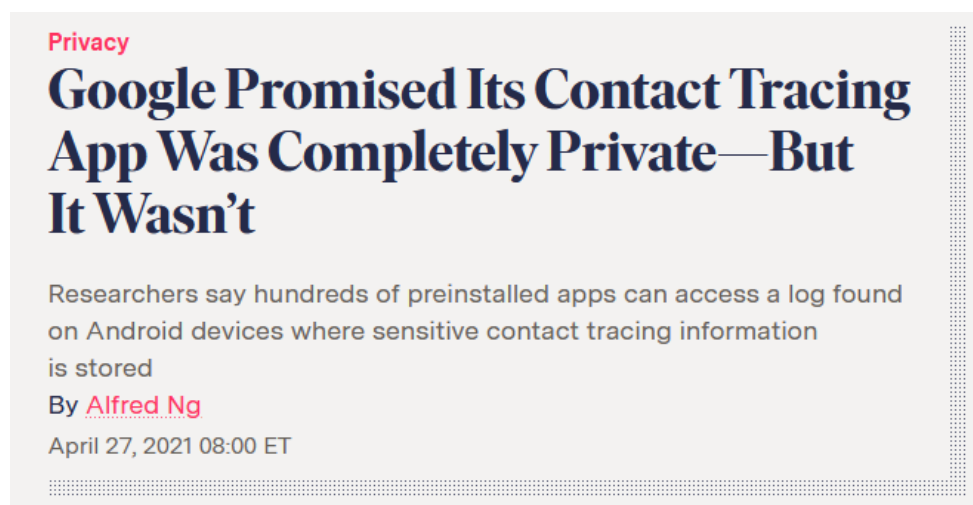 Privacy
Google Promised Its Contact Tracing
App Was Completely Private—But
It Wasn’t
Researchers say hundreds of preinstalled apps can access a log found
on Android devices where sensitive contact tracing information
is stored
By Alfred Ng
April 27, 2021 08:00 ET